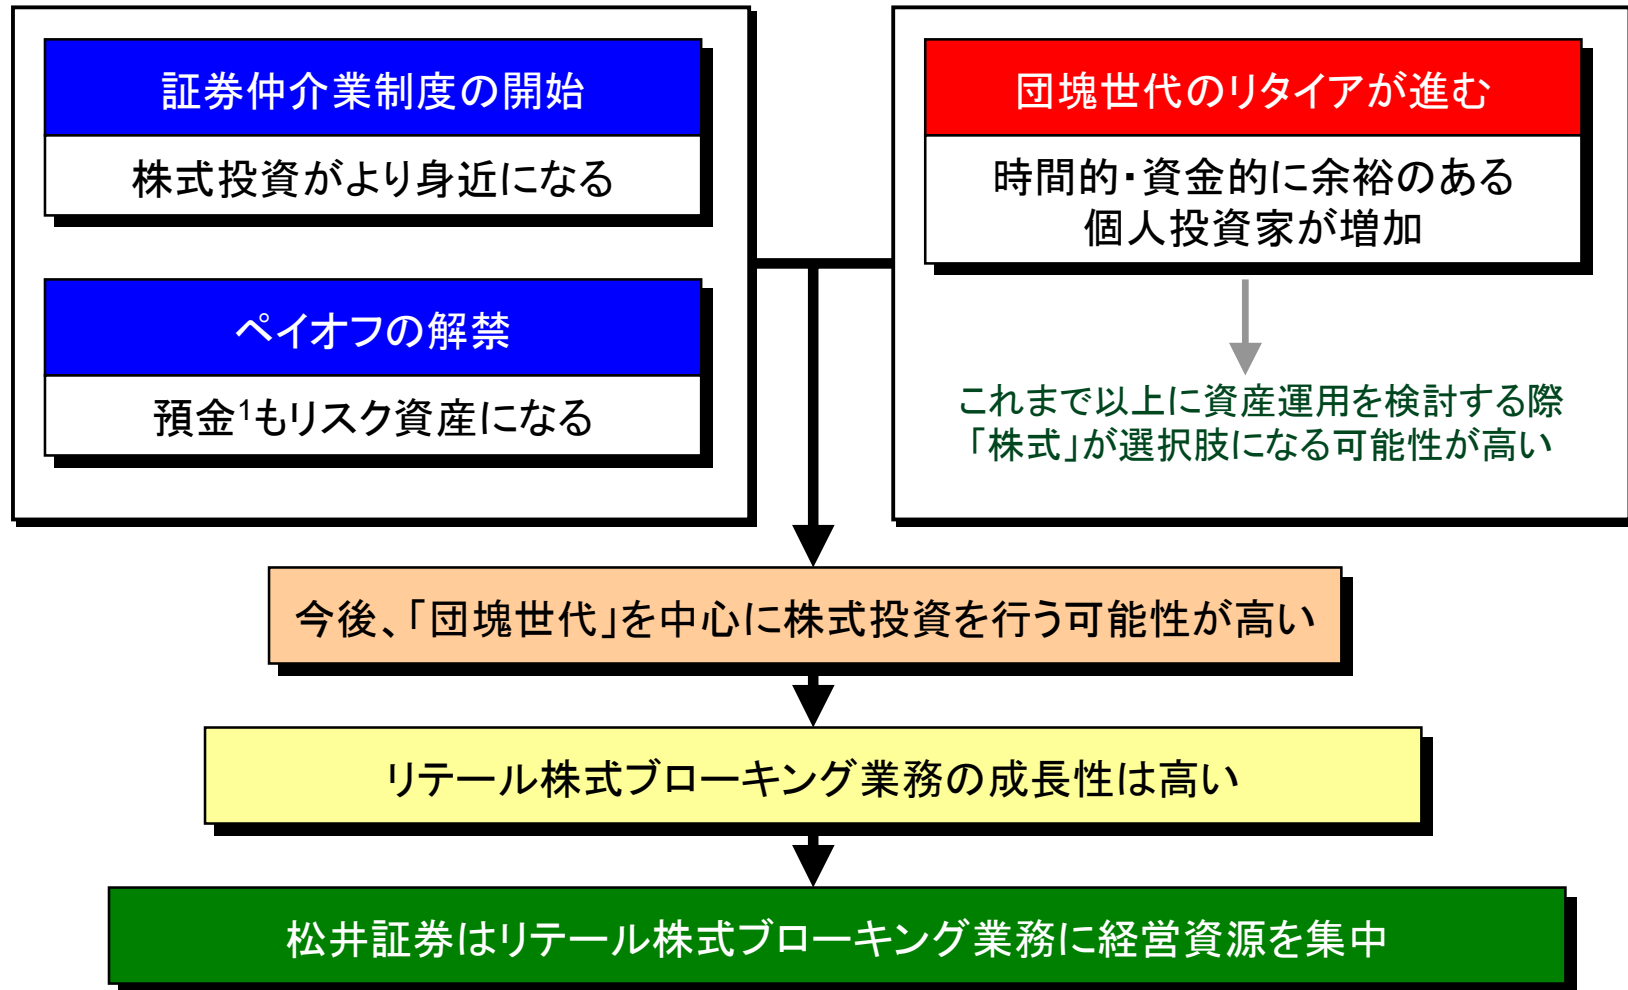 証券仲介業制度の開始
株式投資がより身近になる
ペイオフの解禁
預金1もリスク資産になる
団塊世代のリタイアが進む
時間的・資金的に余裕のある
個人投資家が増加
これまで以上に資産運用を検討する際
「株式」が選択肢になる可能性が高い
今後、「団塊世代」を中心に株式投資を行う可能性が高い
リテール株式ブローキング業務の成長性は高い
松井証券はリテール株式ブローキング業務に経営資源を集中